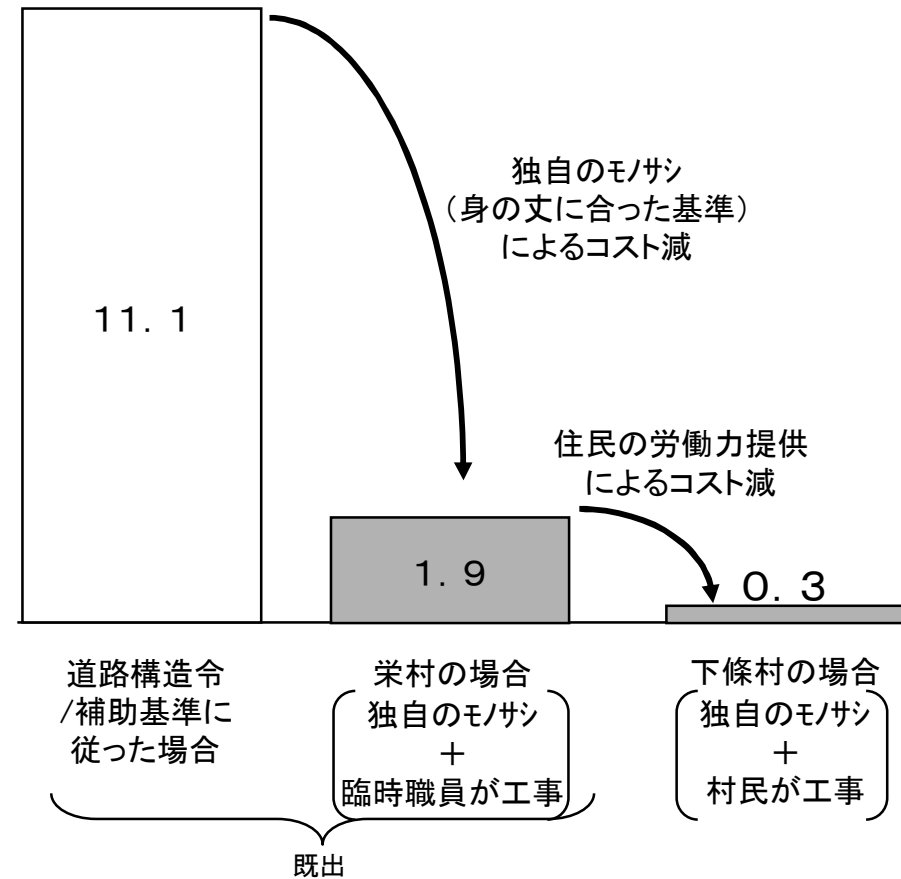 11.1
独自のモノサシ
(身の丈に合った基準)
によるコスト減
住民の労働力提供
によるコスト減
1.9
0.3
道路構造令
/補助基準に
従った場合
栄村の場合
独自のモノサシ
+
臨時職員が工事
下條村の場合
独自のモノサシ
+
村民が工事
既出